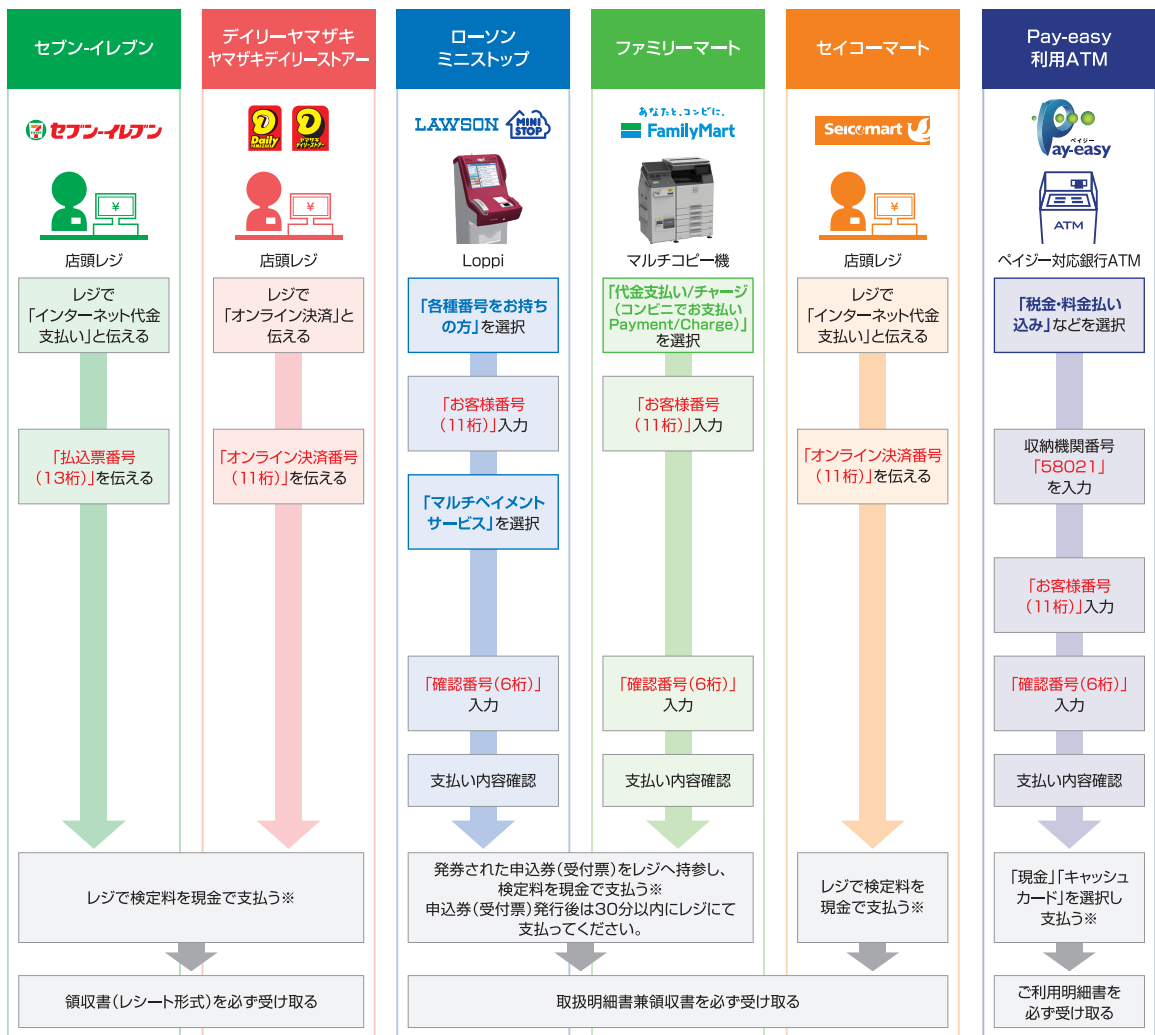 セブン-イレブン
デイリーヤマザキ
ヤマザキデイリーストアー
ローソン
ミニストップ
ファミリーマート
セイコーマート
Pay-easy
利用ATM
セブン-イレブン
Daily
YAMAZAKI
ヤマザキ
デイリーストアー
LAWSON
MINI
STOP
あなたと、コンビに、
FamilyMart
Seicomart
ペイジー
Pay-easy
¥
¥
¥
ATM
店頭レジ
店頭レジ
Loppi
マルチコピー機
店頭レジ
ペイジー対応銀行ATM
レジで
「インターネット代金
支払い」と伝える
レジで
「オンライン決済」と
伝える
「各種番号をお持ち
の方」を選択
「代金支払い/チャージ
(コンビニでお支払い
Payment/Charge)」
を選択
レジで
「インターネット代金
支払い」と伝える
「税金・料金払い
込み」などを選択
「お客様番号
(11桁)」入力
「お客様番号
(11桁)」入力
「払込票番号
(13桁)」を伝える
「オンライン決済番号
(11桁)」を伝える
「オンライン決済番号
(11桁)」を伝える
収納機関番号
「58021」
を入力
「マルチペイメント
サービス」を選択
「お客様番号
(11桁)」入力
「確認番号(6桁)」
入力
「確認番号(6桁)」
入力
「確認番号(6桁)」
入力
支払い内容確認
支払い内容確認
支払い内容確認
レジで検定料を現金で支払う※
発券された申込券(受付票)をレジへ持参し、
検定料を現金で支払う※
申込券(受付票)発行後は30分以内にレジにて
支払ってください。
レジで検定料を
現金で支払う※
「現金」「キャッシュ
カード」を選択し
支払う※
領収書(レシート形式)を必ず受け取る
取扱明細書兼領収書を必ず受け取る
ご利用明細書を
必ず受け取る